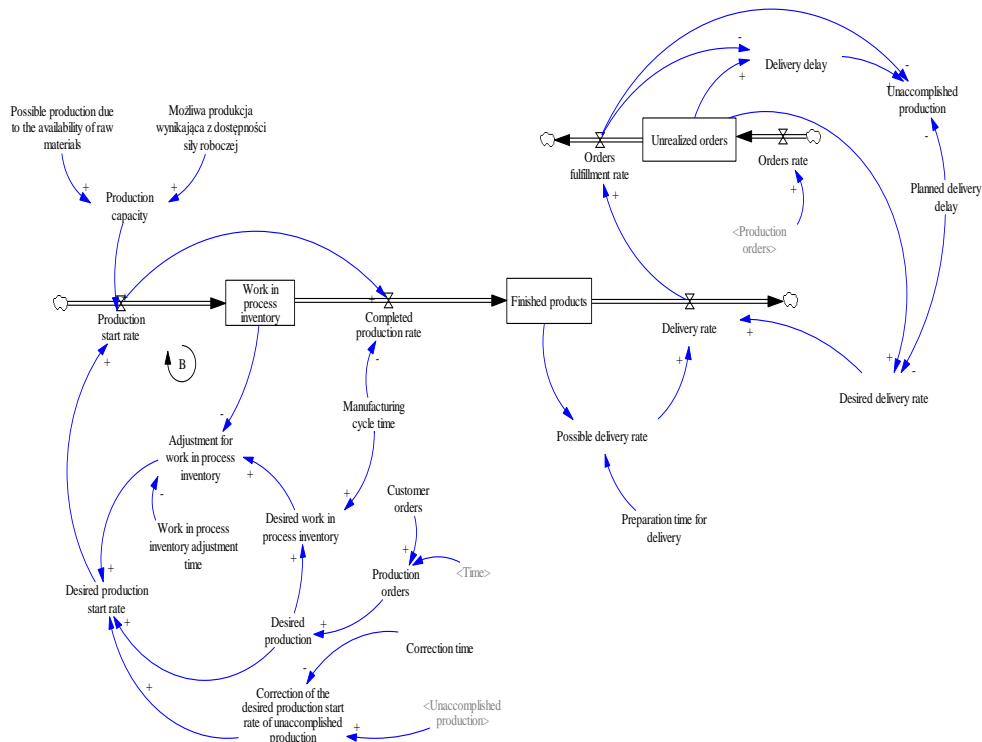 Delivery delay
Unaccomplished
production
Possible production due
to the availability of raw
materials
Możliwa produkcja
wynikająca z dostępności
siły roboczej
Unrealized orders
Orders
fulfillment rate
Orders rate
Planned delivery
delay
Production
capacity
<Production
orders>
Work in
process
inventory
Finished products
Production
start rate
Completed
production rate
Delivery rate
B
Desired delivery rate
Manufacturing
cycle time
Possible delivery rate
Adjustment for
work in process
inventory
Customer
orders
Desired work in
process inventory
Work in process
inventory adjustment
time
Preparation time for
delivery
Production
orders
<Time>
Desired production
start rate
Desired
production
Correction time
Correction of the
desired production start
rate of unaccomplished
production
<Unaccomplished
production>